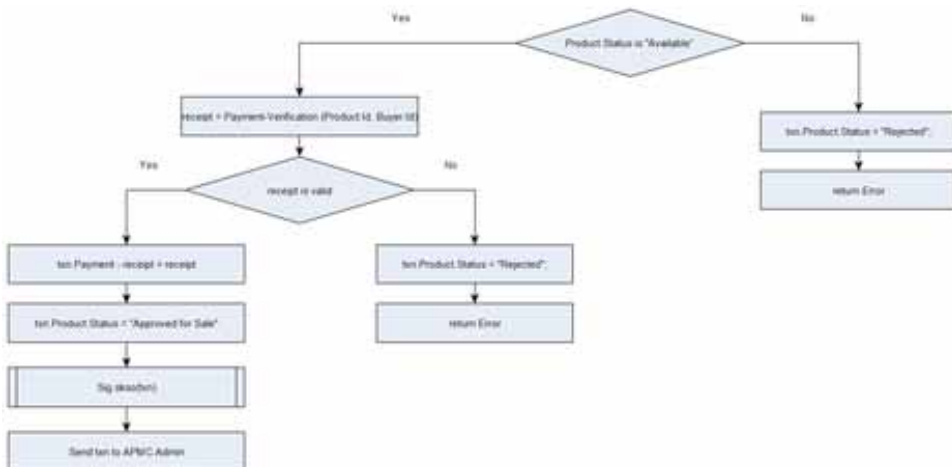 Yes
No
Product Status is "Available"
receipt = Payment-Verification (Product Id, Buyer Id)
txn.Product.Status = "Rejected";
Yes
No
receipt is valid
return Error
txn.Payment - receipt = receipt
txn.Product.Status = "Rejected";
txn.Product.Status = "Approved for Sale"
return Error
Send txn to APMC Admin